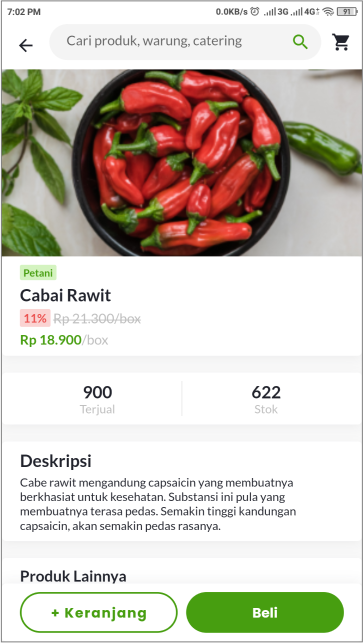 7:02 PM 0.0KB/s 3G 4G+ 91
Cari produk, warung, catering
Petani
Cabai Rawit
11% Rp 21.300/box
Rp 18.900/box
900 622
Terjual Stok
Deskripsi
Cabe rawit mengandung capsaicin yang membuatnya
berkhasiat untuk kesehatan. Substansi ini pula yang
membuatnya terasa pedas. Semakin tinggi kandungan
capsaicin, akan semakin pedas rasanya.
Produk Lainnya
+ Keranjang Beli